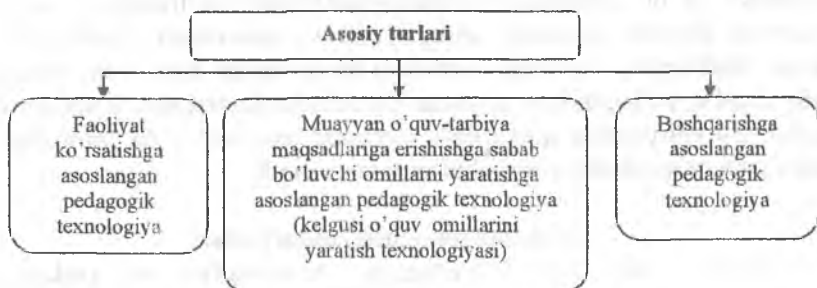 Asosiy turlari
Faoliyat
ko'rsatishga
asoslangan
pedagogik
texnologiya
Muayyan o'quv-tarbiya
maqsadlariga erishishga sabab
bo'luvchi omillarni yaratishga
asoslangan pedagogik texnologiya
(kelgusi o'quv omillarini
yaratish texnologiyasi)
Boshqarishga
asoslangan
pedagogik
texnologiya